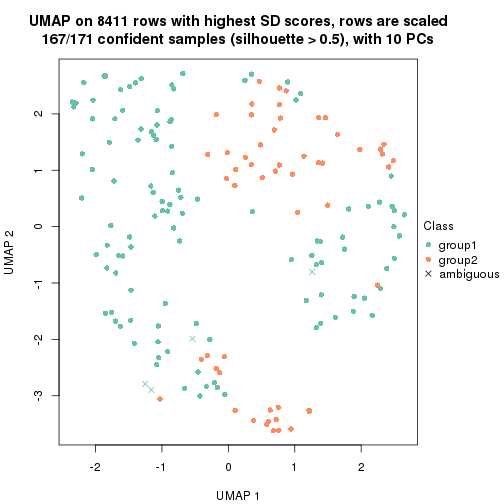 UMAP on 8411 rows with highest SD scores, rows are scaled
167/171 confident samples (silhouette > 0.5), with 10 PCs
2
1
0
-1
-2
-3
UMAP 2
-2
-1
0
1
2
UMAP 1
Class
group1
group2
ambiguous